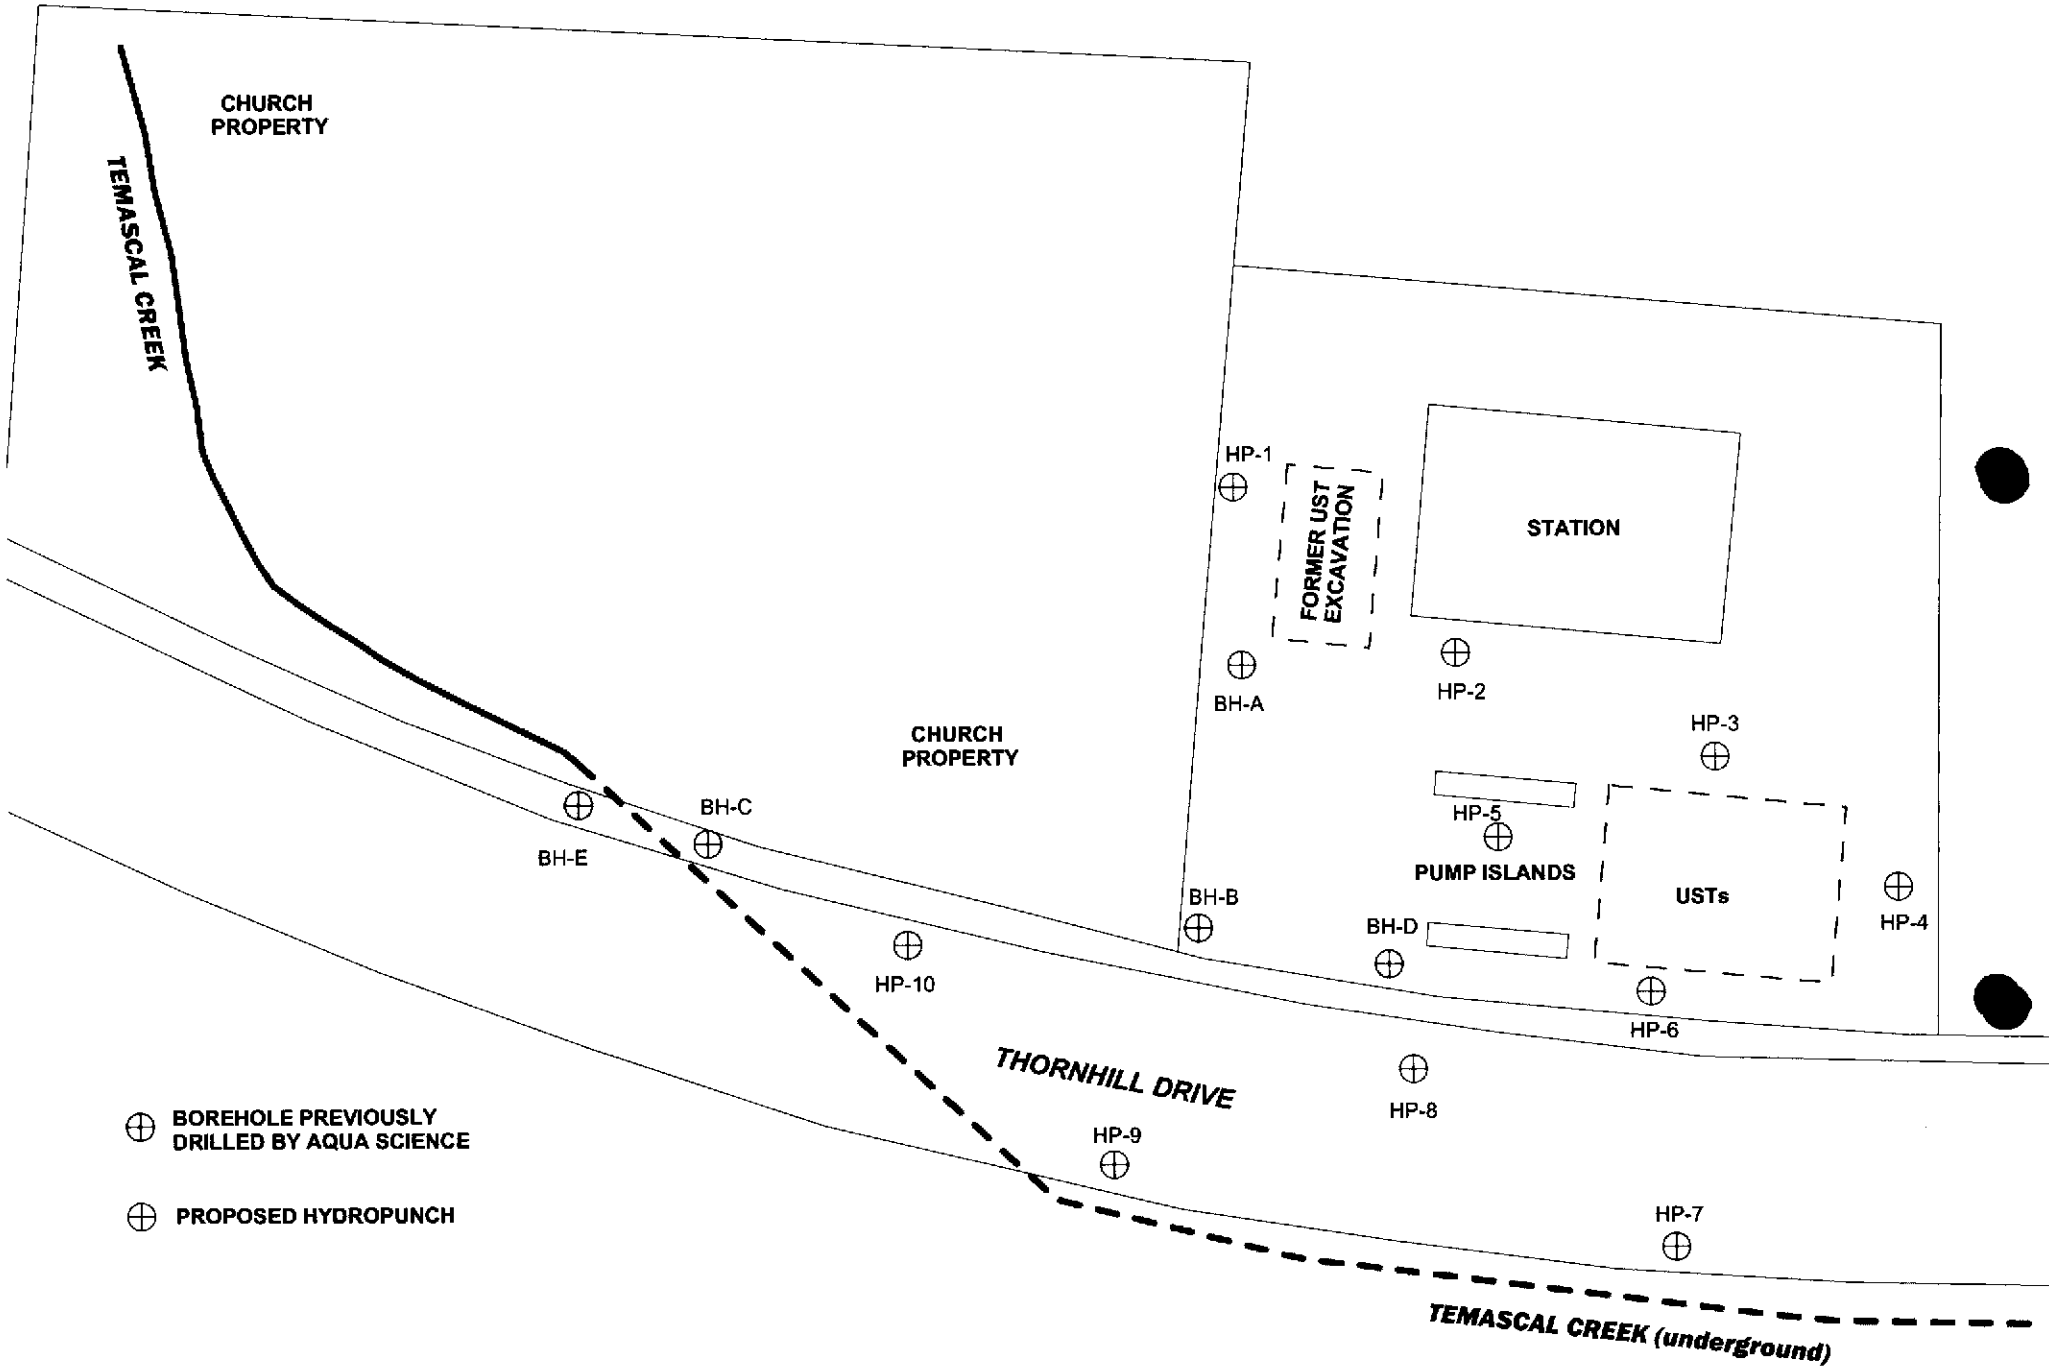 CHURCH
PROPERTY
TEMASCAL CREEK
HP-1
FORMER UST
EXCAVATION
STATION
BH-A
HP-2
HP-3
CHURCH
PROPERTY
HP-5
PUMP ISLANDS
USTs
BH-C
BH-E
BH-B
BH-D
HP-4
HP-10
HP-6
THORNHILL DRIVE
HP-8
HP-9
BOREHOLE PREVIOUSLY
DRILLED BY AQUA SCIENCE
PROPOSED HYDROPUNCH
HP-7
TEMASCAL CREEK (underground)